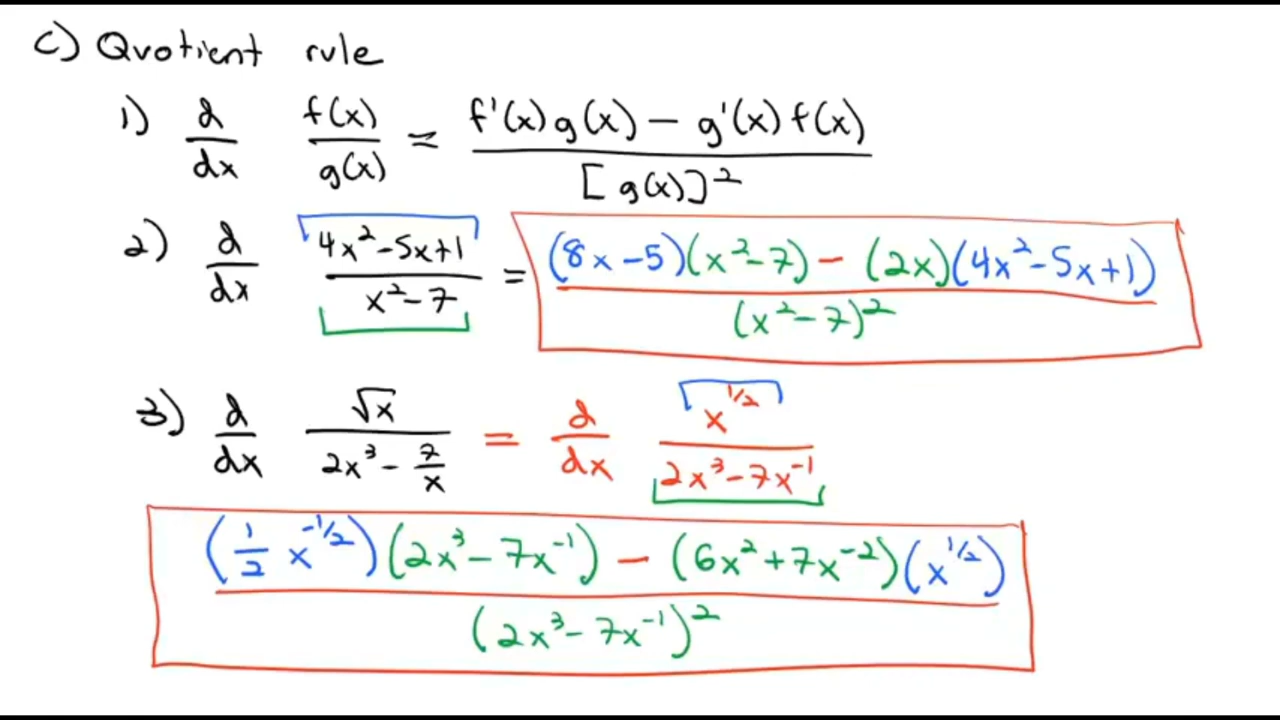 c) Quotient rule
1) d/dx f(x)/g(x) = f'(x)g(x) - g'(x)f(x) / [g(x)]²
2) d/dx 4x²-5x+1 / x²-7 = (8x-5)(x²-7) - (2x)(4x²-5x+1) / (x²-7)²
3) d/dx √x / 2x³ - 7/x = d/dx x^1/2 / 2x³-7x⁻¹
(1/2 x^-1/2)(2x³-7x⁻¹) - (6x²+7x⁻²)(x^1/2) / (2x³-7x⁻¹)²